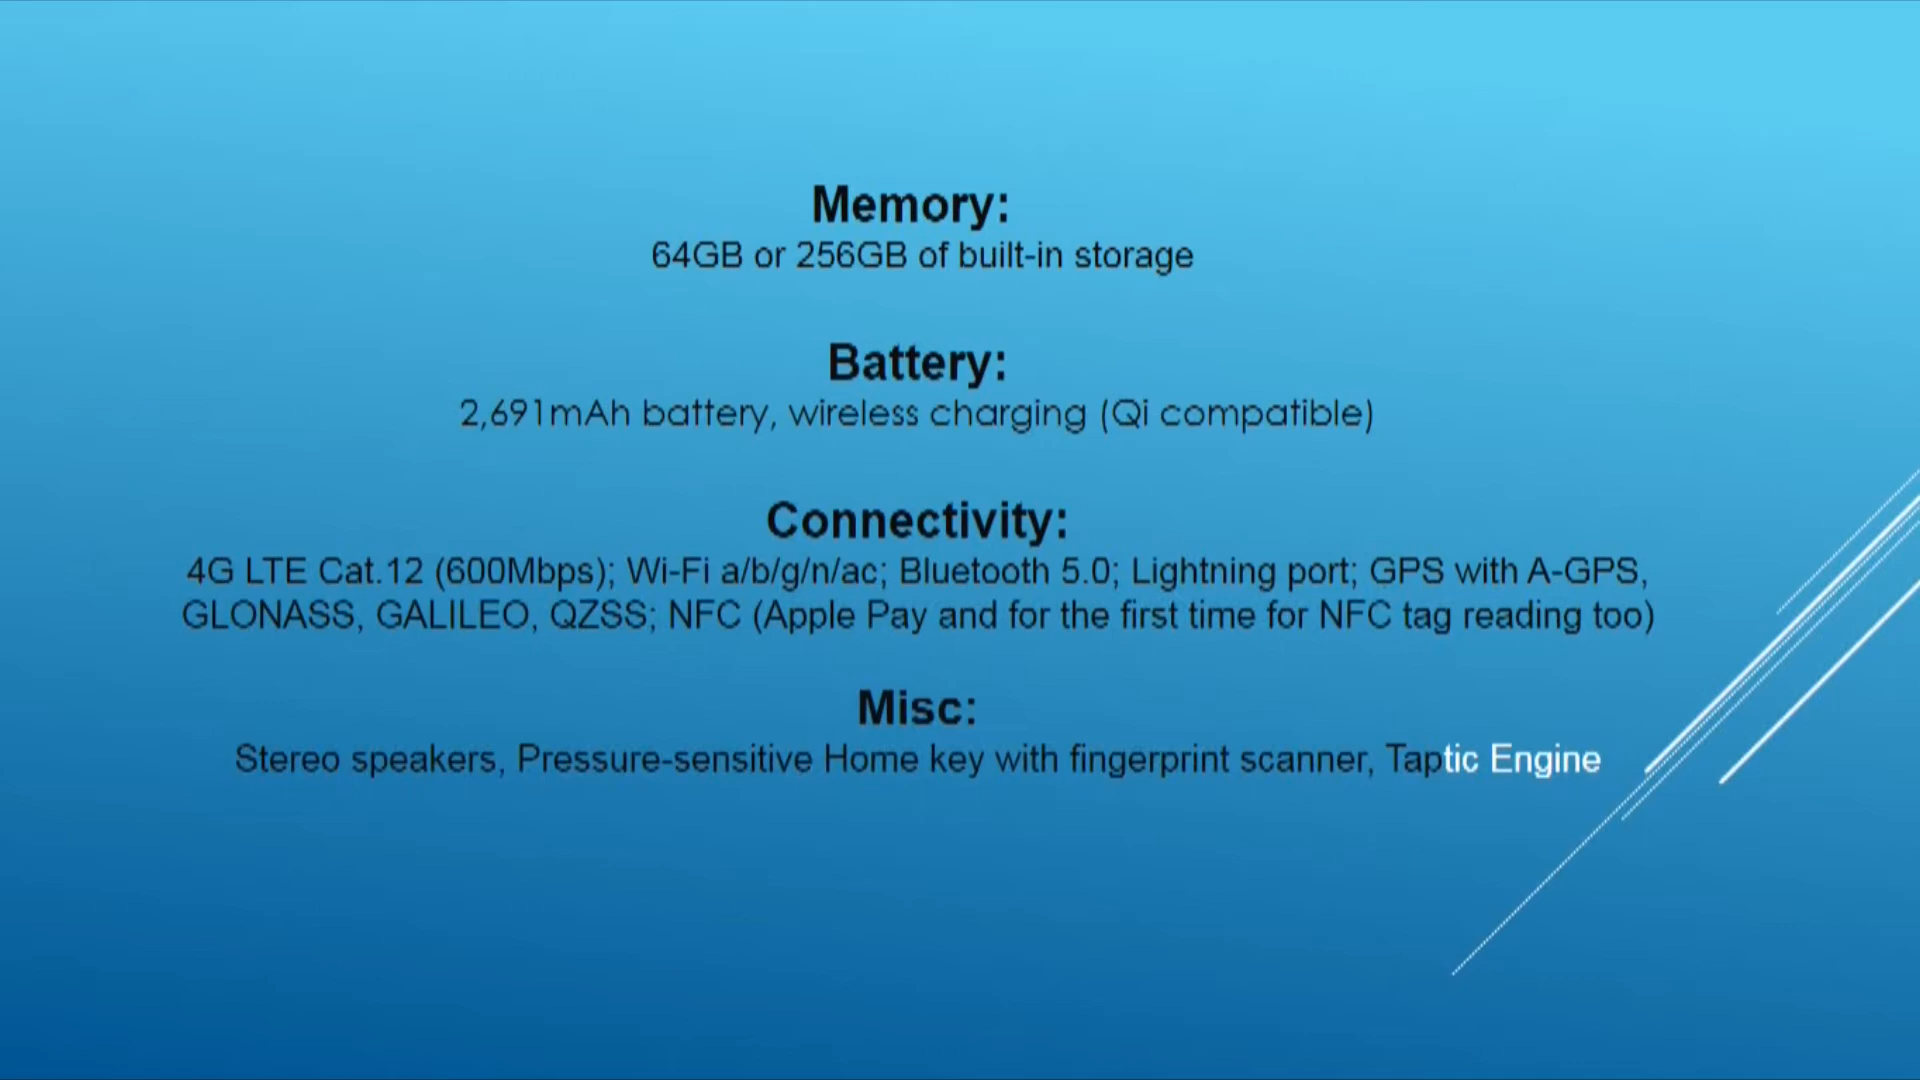 Memory:
64GB or 256GB of built-in storage
Battery:
2,691mAh battery, wireless charging (Qi compatible)
Connectivity:
4G LTE Cat.12 (600Mbps); Wi-Fi a/b/g/n/ac; Bluetooth 5.0; Lightning port; GPS with A-GPS,
GLONASS, GALILEO, QZSS; NFC (Apple Pay and for the first time for NFC tag reading too)
Misc:
Stereo speakers, Pressure-sensitive Home key with fingerprint scanner, Taptic Engine